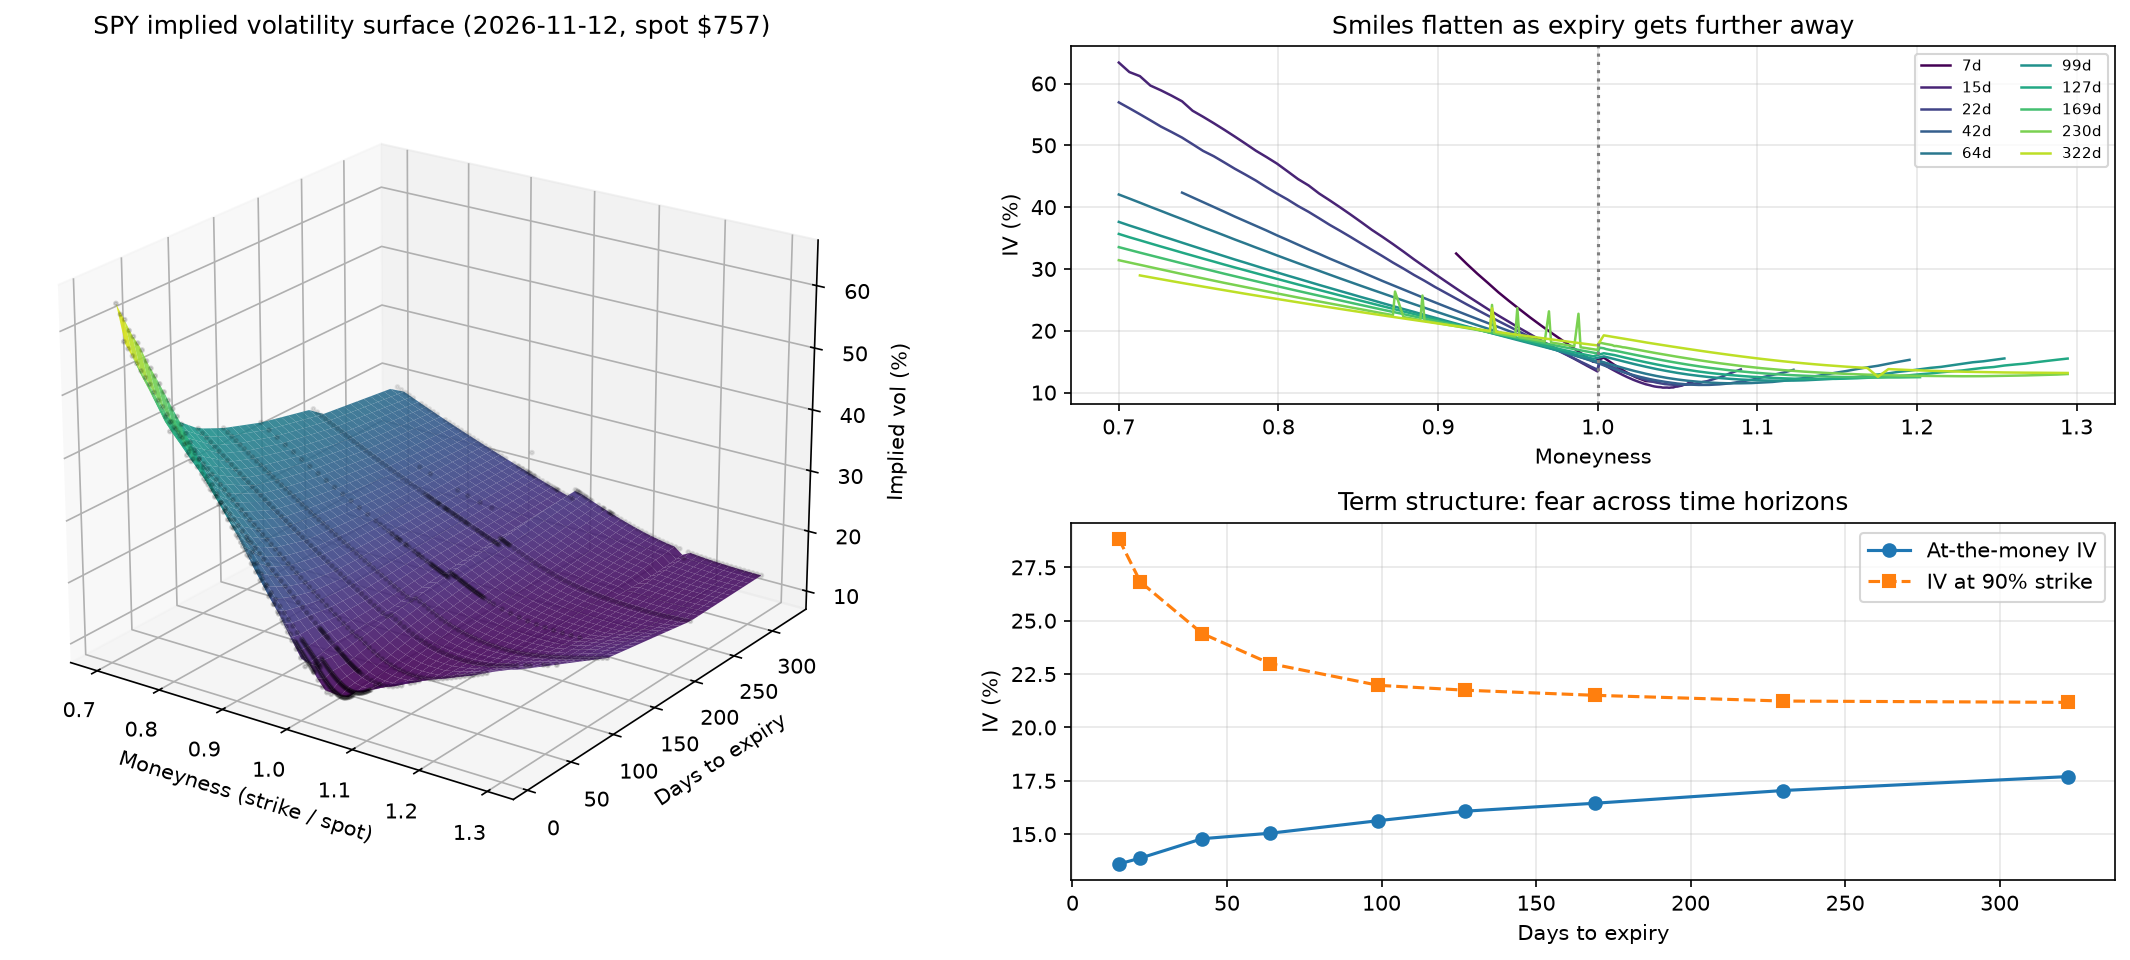 SPY implied volatility surface (2026-11-12, spot $757)
60
50
40
30
20
10
Implied vol (%)
0.7
0.8
0.9
1.0
1.1
1.2
1.3
Moneyness (strike / spot)
0
50
100
150
200
250
300
Days to expiry
Smiles flatten as expiry gets further away
60
50
40
30
20
10
IV (%)
7d
15d
22d
42d
64d
99d
127d
169d
230d
322d
0.7 0.8 0.9 1.0 1.1 1.2 1.3
Moneyness
Term structure: fear across time horizons
27.5
25.0
22.5
20.0
17.5
15.0
IV (%)
At-the-money IV
IV at 90% strike
0 50 100 150 200 250 300
Days to expiry